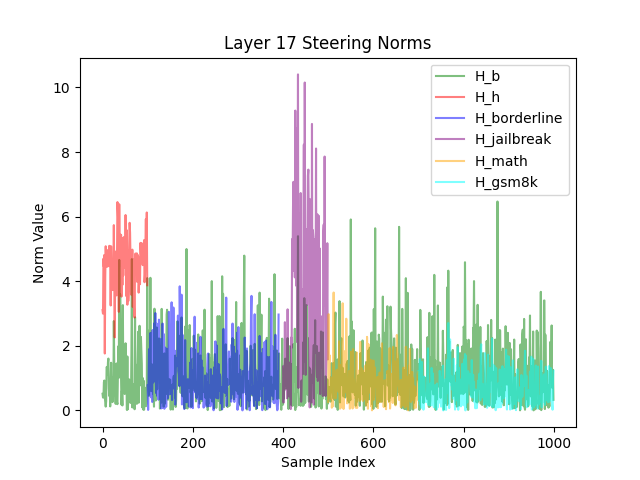 Layer 17 Steering Norms
H_b
H_h
H_borderline
H_jailbreak
H_math
H_gsm8k
Norm Value
10
8
6
4
2
0
0 200 400 600 800 1000
Sample Index